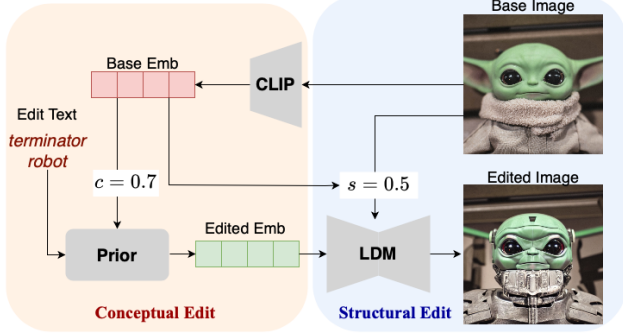 Base Image
Base Emb
CLIP
Edit Text
terminator
robot
c = 0.7
s = 0.5
Edited Image
Prior
Edited Emb
LDM
Conceptual Edit
Structural Edit